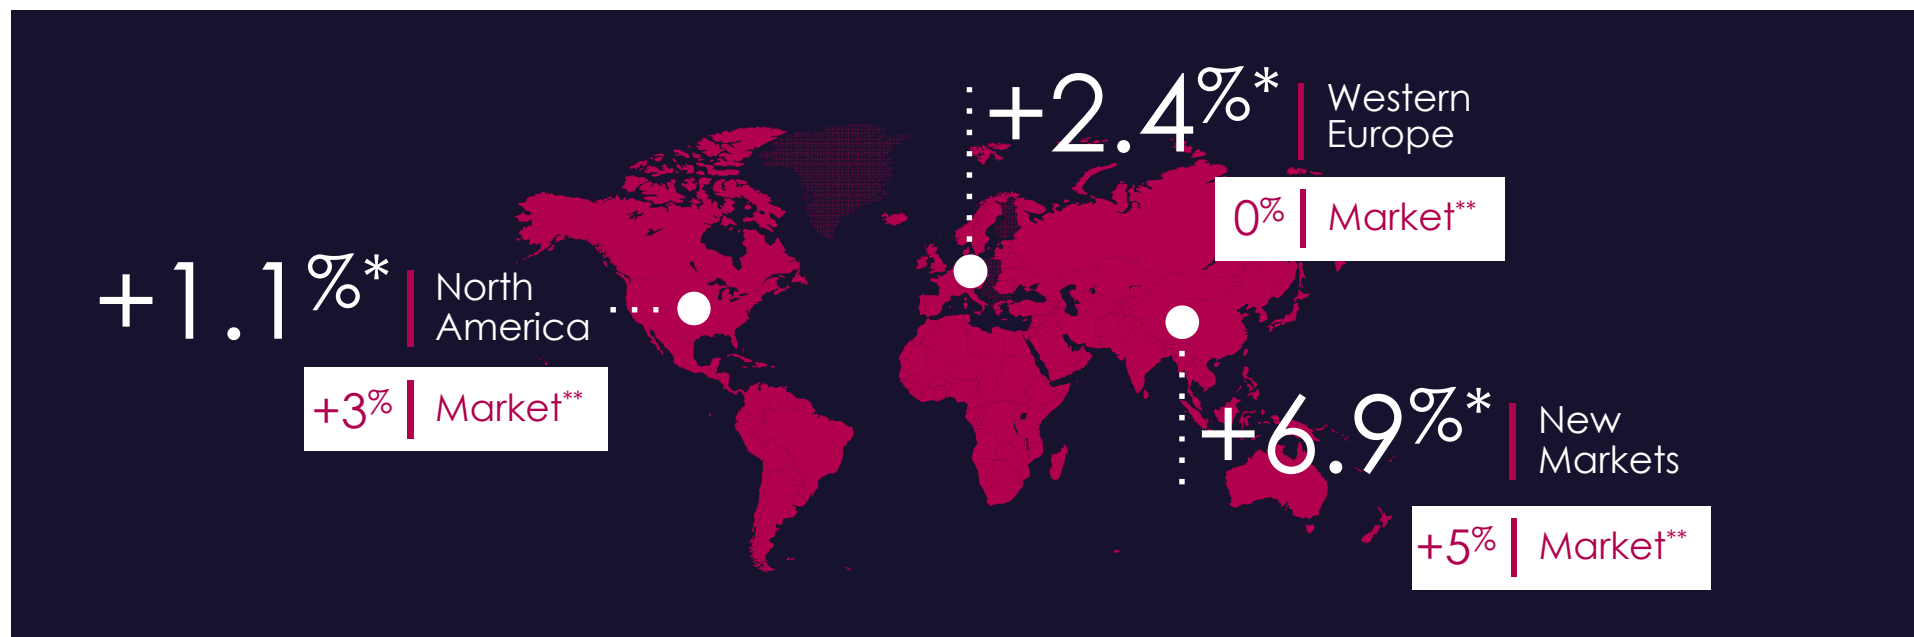 +2.4%*
Western
Europe
0% Market**
+1.1%*
North
America
+3% Market**
+6.9%*
New
Markets
+5% Market**